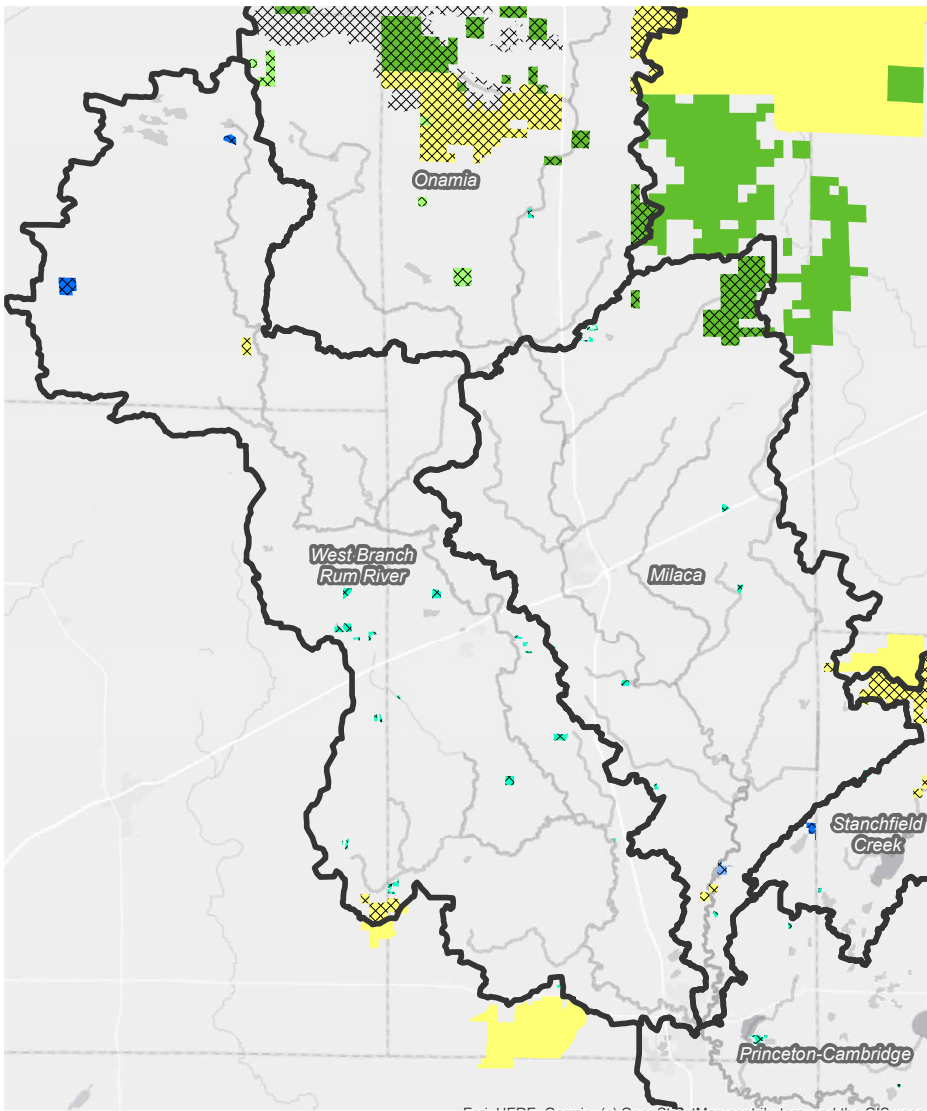 Onamia
West Branch
Rum River
Milaca
Stanchfield
Creek
Princeton-Cambridge